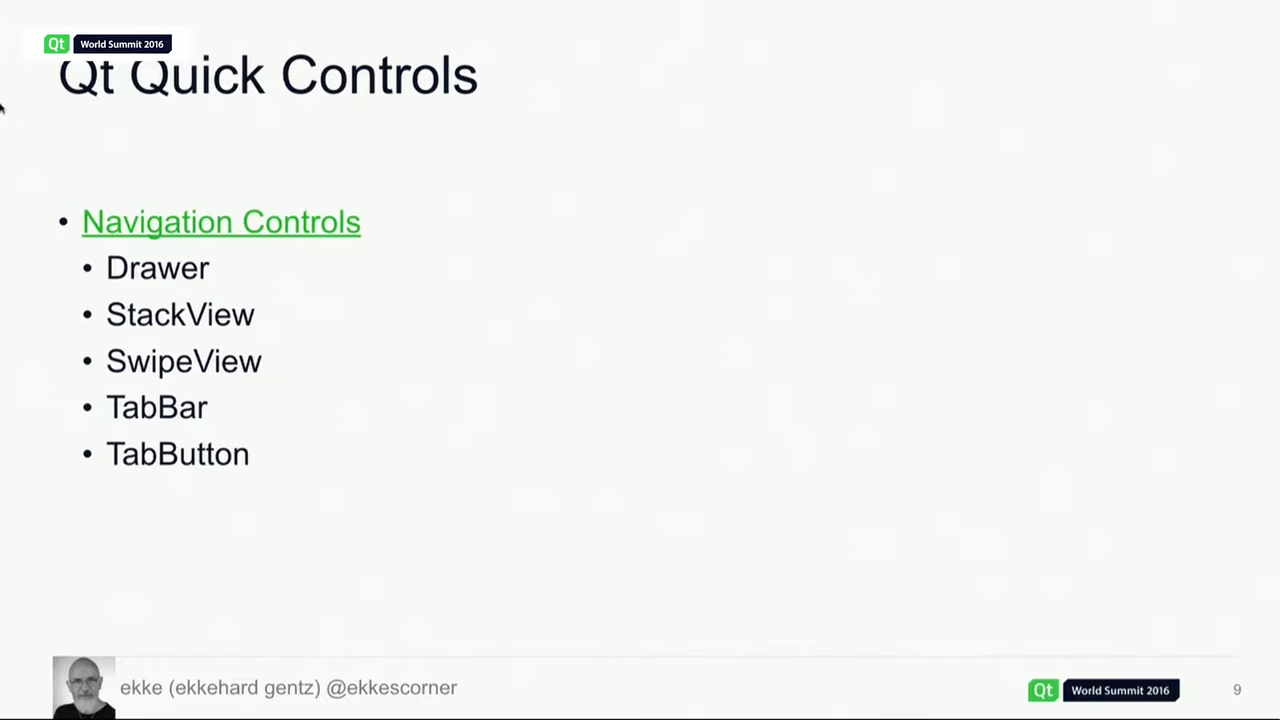 Qt World Summit 2016
Qt Quick Controls
• Navigation Controls
• Drawer
• StackView
• SwipeView
• TabBar
• TabButton
ekke (ekkehard gentz) @ekkescorner
Qt World Summit 2016
9